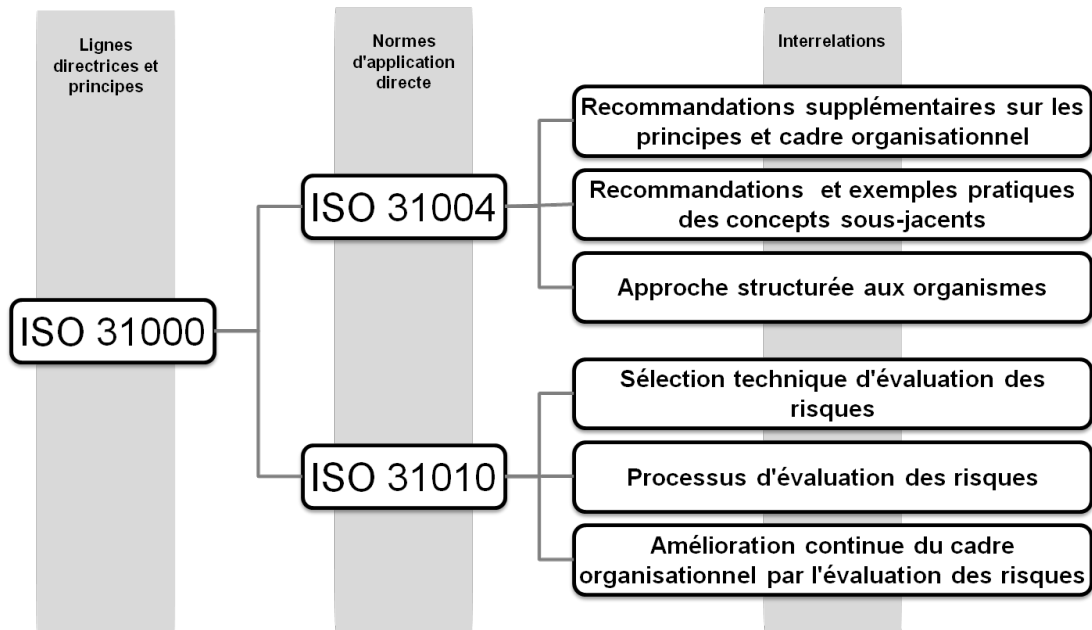 Lignes
directrices et
principes
Normes
d'application
directe
Interrelations
Recommandations supplémentaires sur les
principes et cadre organisationnel
ISO 31004
Recommandations et exemples pratiques
des concepts sous-jacents
Approche structurée aux organismes
ISO 31000
Sélection technique d'évaluation des
risques
ISO 31010
Processus d'évaluation des risques
Amélioration continue du cadre
organisationnel par l'évaluation des risques